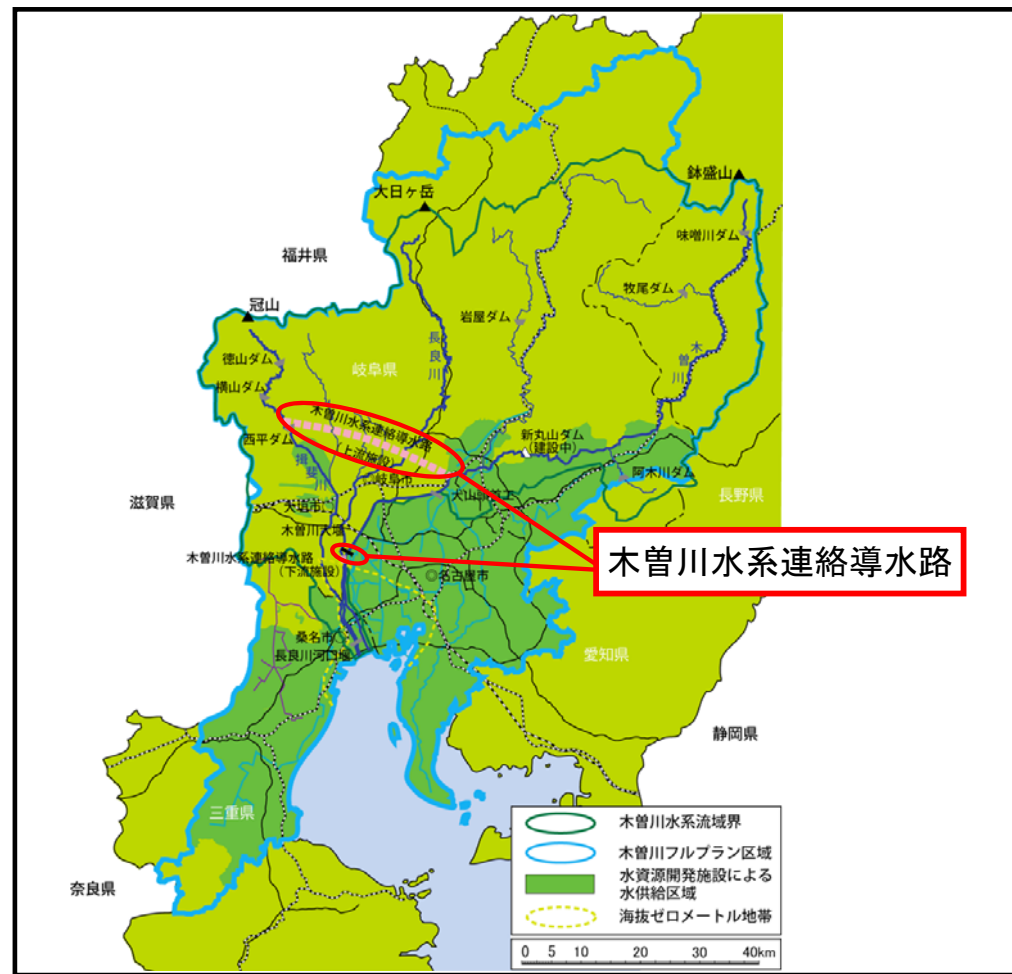 鉢盛山
大日ヶ岳
味噌川ダム
福井県
牧尾ダム
冠山
岩屋ダム
長良川
木曽川
徳山ダム
岐阜県
横山ダム
木曽川水系連絡導水路
(上流施設)
新丸山ダム
(建設中)
西平ダム
揖斐川
岐阜市
阿木川ダム
長野県
滋賀県
大垣市
犬山頭首工
木曽川大堰
木曽川水系連絡導水路
(下流施設)
木曽川水系連絡導水路
◎名古屋市
桑名市
長良川河口堰
愛知県
静岡県
三重県
奈良県
木曽川水系流域界
木曽川フルプラン区域
水資源開発施設による
水供給区域
海抜ゼロメートル地帯
0 5 10 20 30 40km